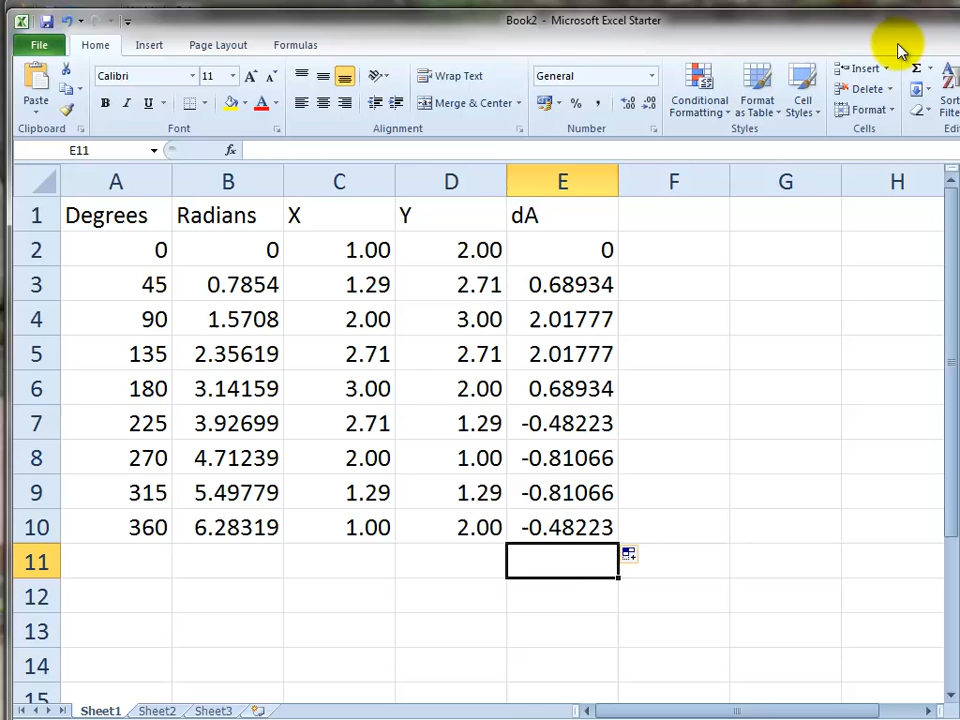 Book2 - Microsoft Excel Starter
File Home Insert Page Layout Formulas
Calibri 11 A A Wrap Text General Insert Σ
Paste B I U A Merge & Center % , .0 .00 .00 .0 Conditional Formatting Format as Table Cell Styles Delete Format Sort
Clipboard Font Alignment Number Styles Cells
E11 fx
A B C D E F G H
1 Degrees Radians X Y dA
2 0 0 1.00 2.00 0
3 45 0.7854 1.29 2.71 0.68934
4 90 1.5708 2.00 3.00 2.01777
5 135 2.35619 2.71 2.71 2.01777
6 180 3.14159 3.00 2.00 0.68934
7 225 3.92699 2.71 1.29 -0.48223
8 270 4.71239 2.00 1.00 -0.81066
9 315 5.49779 1.29 1.29 -0.81066
10 360 6.28319 1.00 2.00 -0.48223
11
12
13
14
15
Sheet1 Sheet2 Sheet3